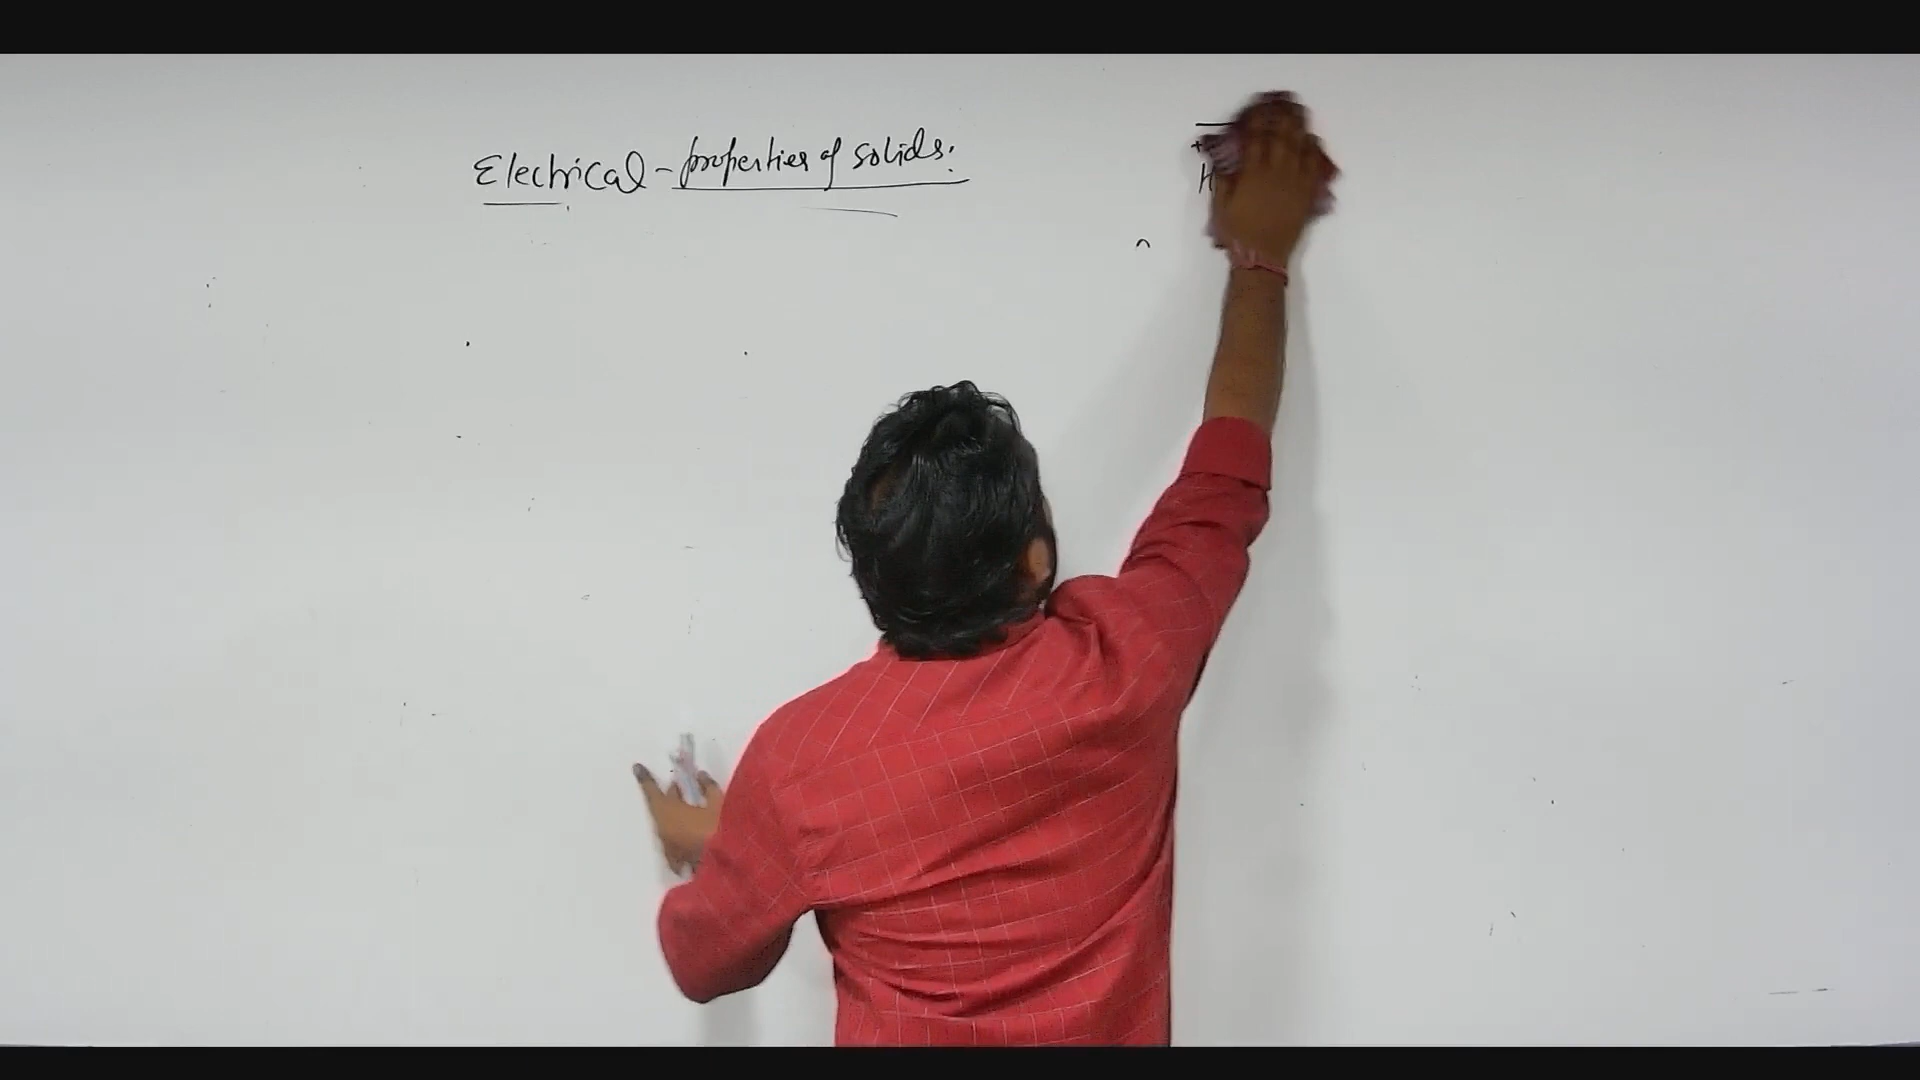 Electrical - properties of solids.